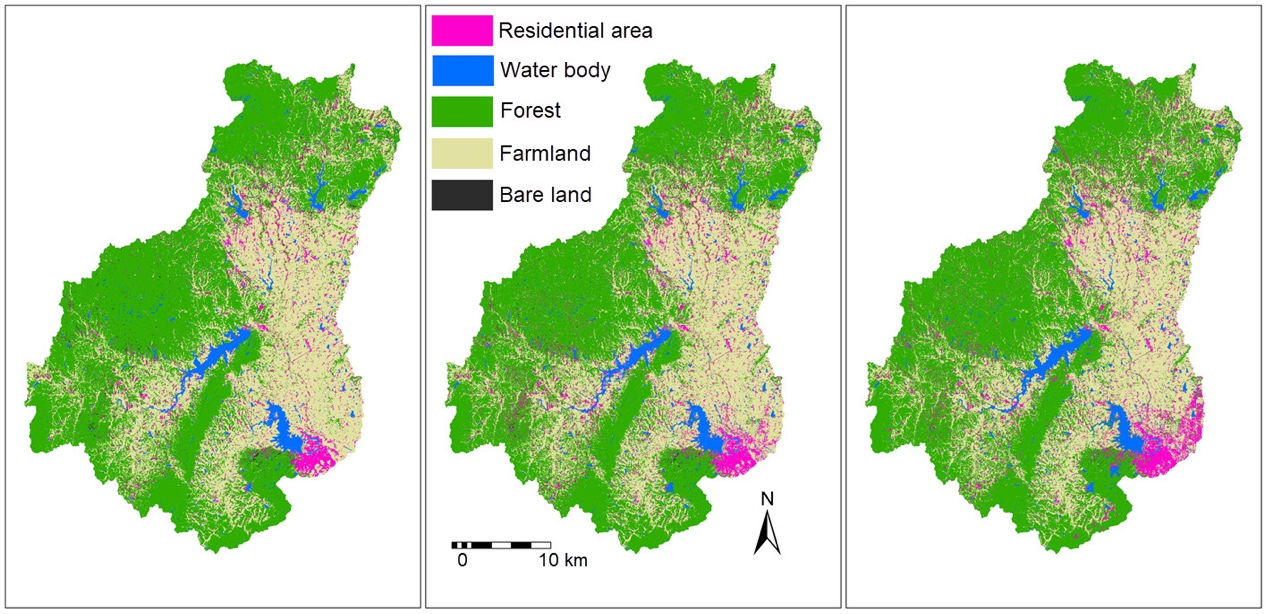 Residential area
Water body
Forest
Farmland
Bare land
N
0 10 km